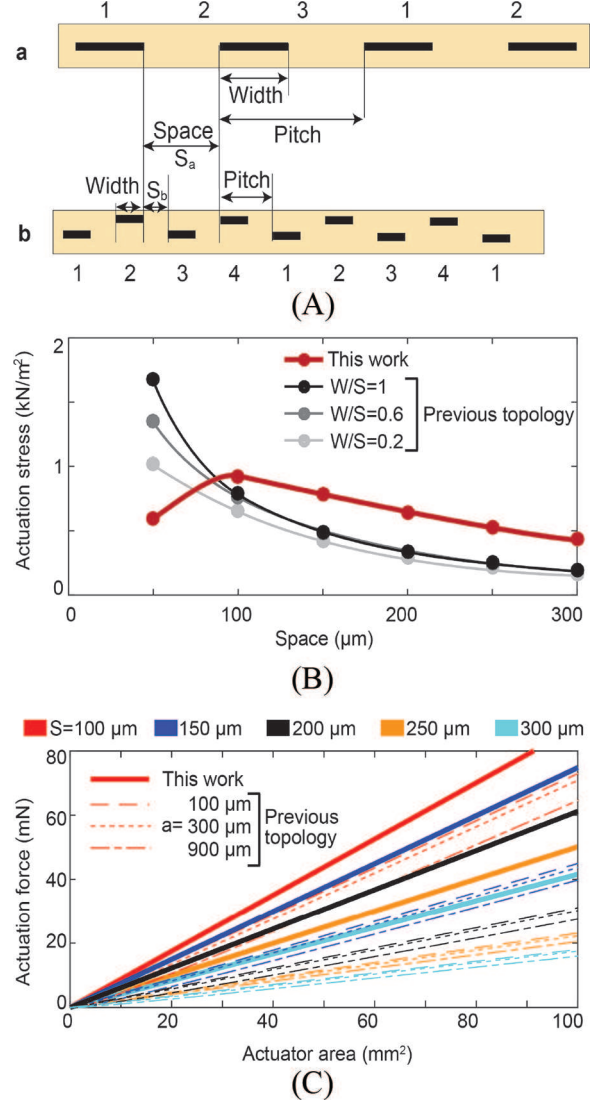 1 2 3 1 2
a
Width
Space
Pitch
Sa
Width Sb Pitch
b
1 2 3 4 1 2 3 4 1
(A)
2
This work
W/S=1
W/S=0.6
Previous topology
W/S=0.2
1
0
Actuation stress (kN/m²)
0 100 200 300
Space (μm)
(B)
S=100 μm 150 μm 200 μm 250 μm 300 μm
80
This work
100 μm
Previous
a= 300 μm
topology
900 μm
60
40
20
0
Actuation force (mN)
0 20 40 60 80 100
Actuator area (mm²)
(C)